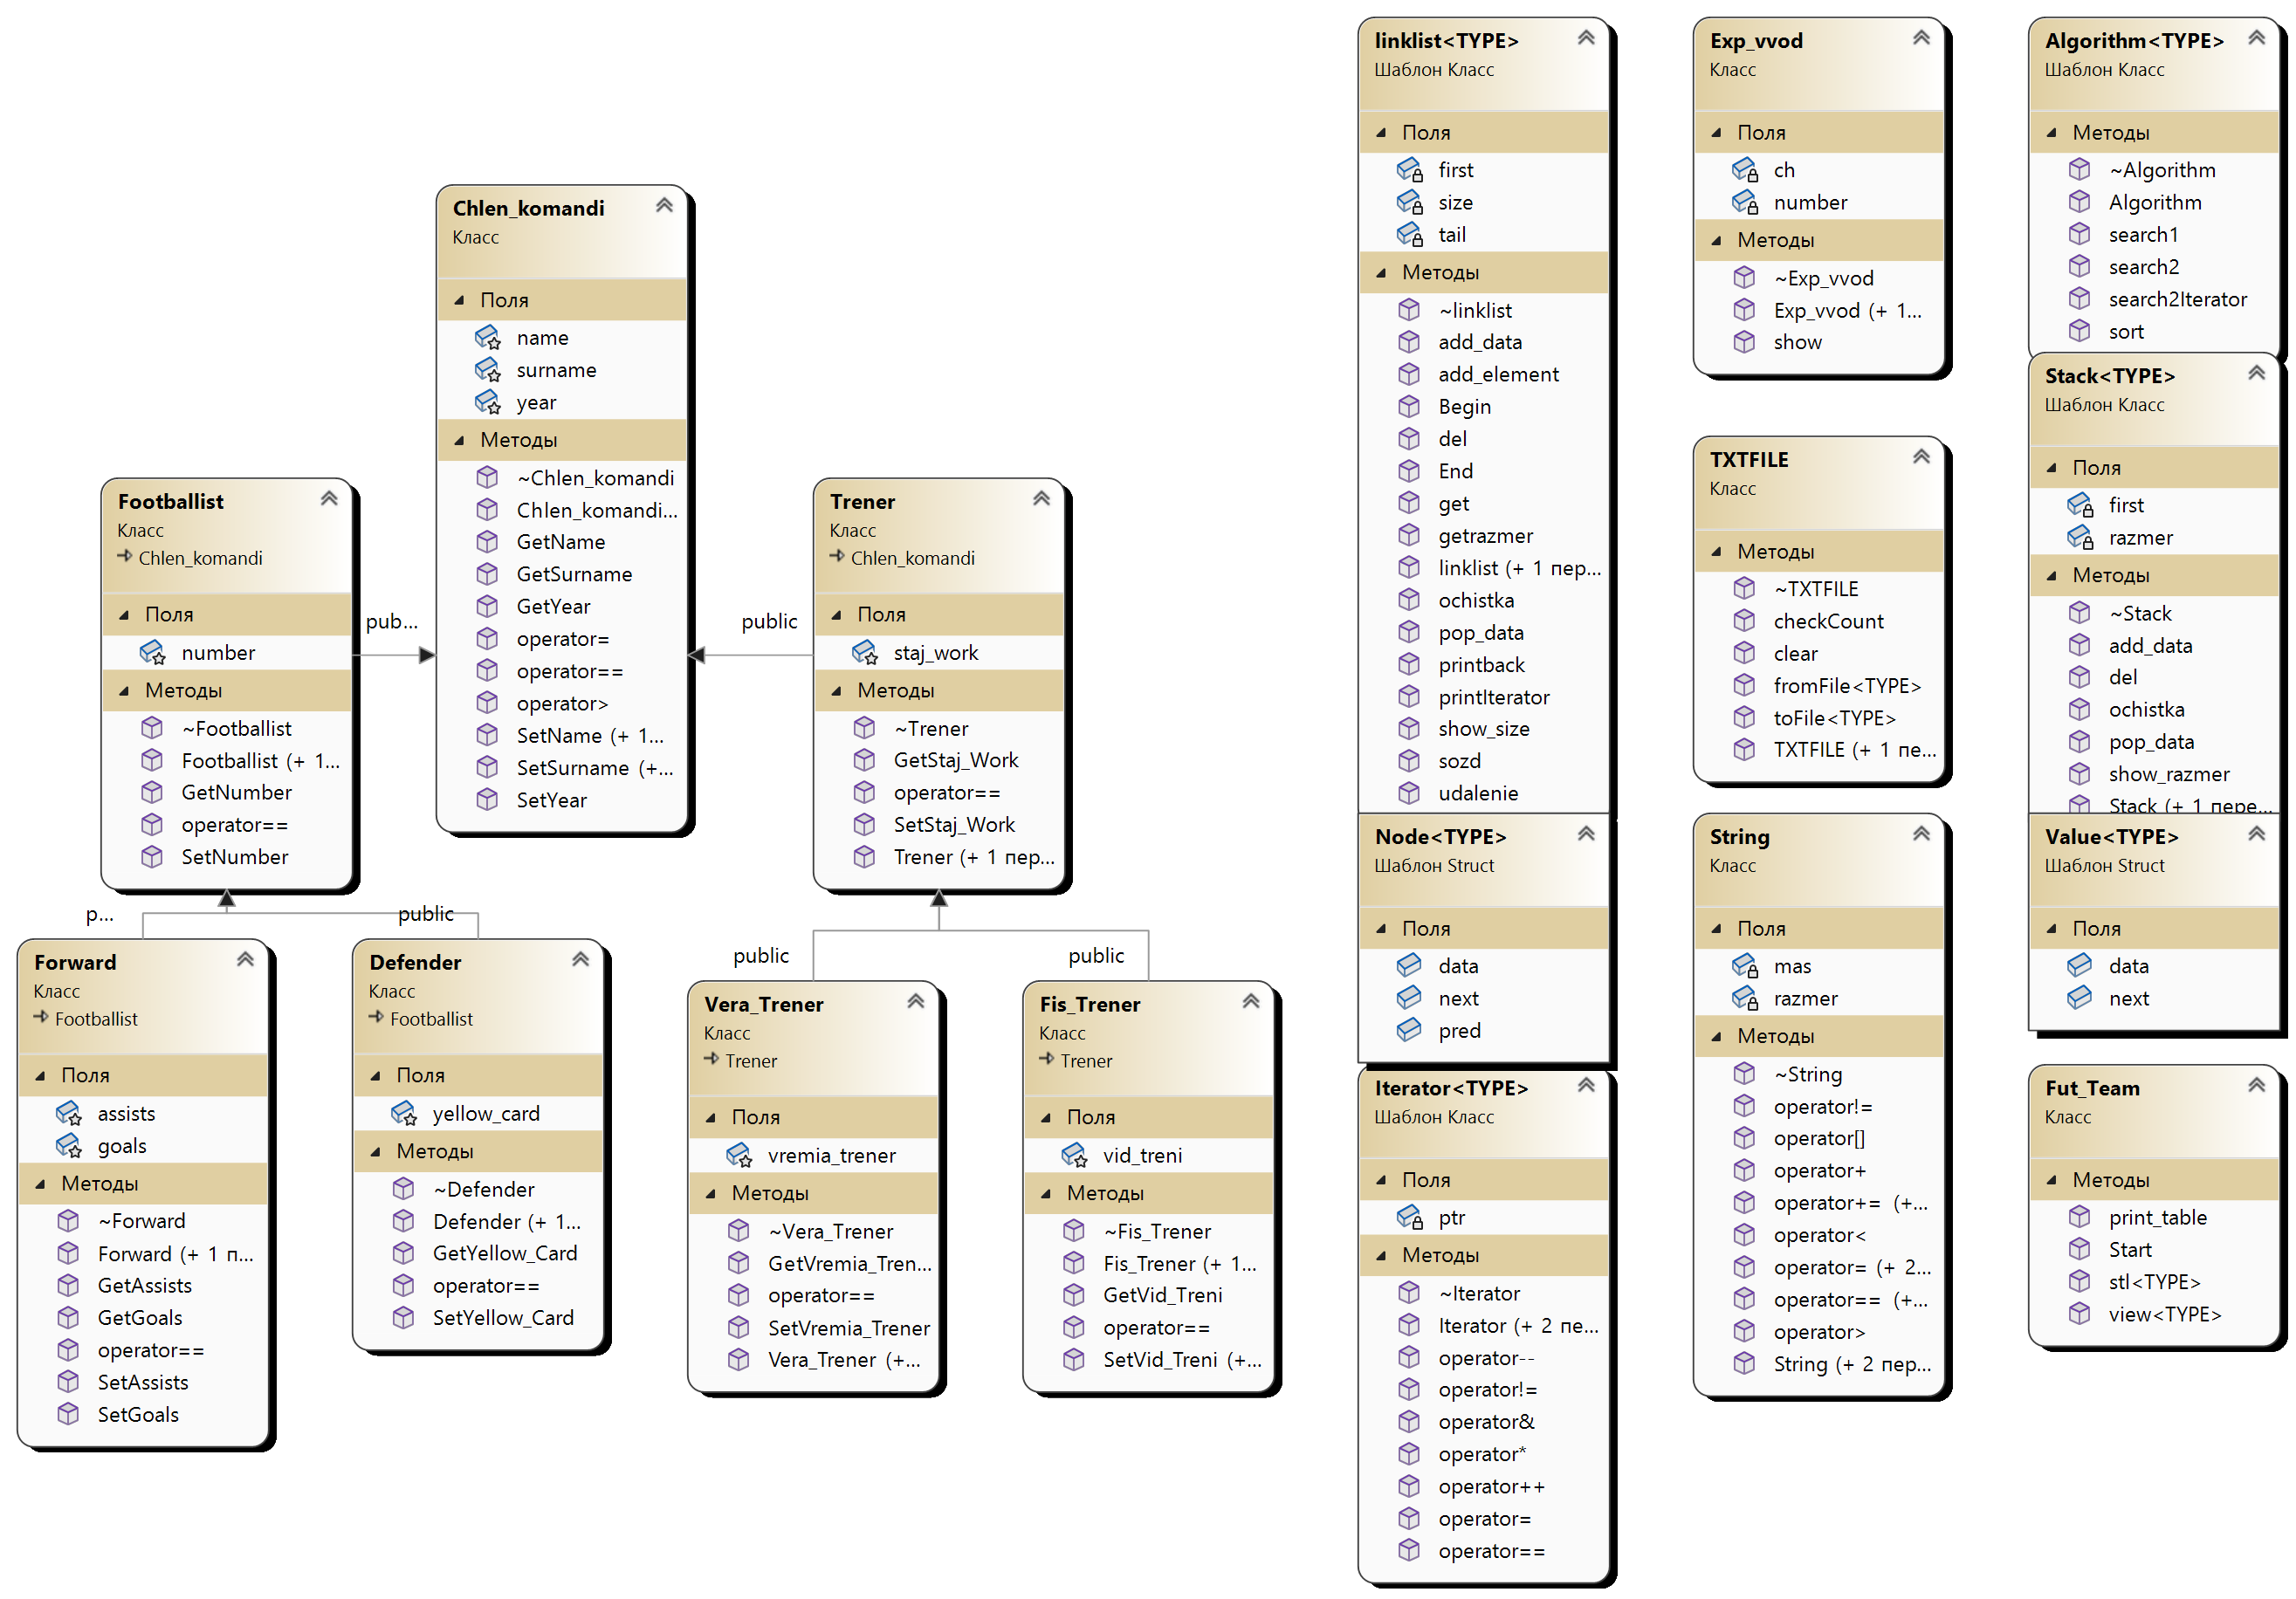 Chlen_komandi
Класс
Поля
name
surname
year
Методы
~Chlen_komandi
Chlen_komandi...
GetName
GetSurname
GetYear
operator=
operator==
operator>
SetName (+ 1...
SetSurname (+...
SetYear
Footballist
Класс
Chlen_komandi
Поля
number
Методы
~Footballist
Footballist (+ 1...
GetNumber
operator==
SetNumber
pub...
public
Trener
Класс
Chlen_komandi
Поля
staj_work
Методы
~Trener
GetStaj_Work
operator==
SetStaj_Work
Trener (+ 1 пер...
p...
public
public
public
Forward
Класс
Footballist
Поля
assists
goals
Методы
~Forward
Forward (+ 1 п...
GetAssists
GetGoals
operator==
SetAssists
SetGoals
Defender
Класс
Footballist
Поля
yellow_card
Методы
~Defender
Defender (+ 1...
GetYellow_Card
operator==
SetYellow_Card
Vera_Trener
Класс
Trener
Поля
vremia_trener
Методы
~Vera_Trener
GetVremia_Tren...
operator==
SetVremia_Trener
Vera_Trener (+...
Fis_Trener
Класс
Trener
Поля
vid_treni
Методы
~Fis_Trener
Fis_Trener (+ 1...
GetVid_Treni
operator==
SetVid_Treni (+...
linklist<TYPE>
Шаблон Класс
Поля
first
size
tail
Методы
~linklist
add_data
add_element
Begin
del
End
get
getrazmer
linklist (+ 1 пер...
ochistka
pop_data
printback
printIterator
show_size
sozd
udalenie
Node<TYPE>
Шаблон Struct
Поля
data
next
pred
Iterator<TYPE>
Шаблон Класс
Поля
ptr
Методы
~Iterator
Iterator (+ 2 пе...
operator--
operator!=
operator&
operator*
operator++
operator=
operator==
Exp_vvod
Класс
Поля
ch
number
Методы
~Exp_vvod
Exp_vvod (+ 1...
show
TXTFILE
Класс
Методы
~TXTFILE
checkCount
clear
fromFile<TYPE>
toFile<TYPE>
TXTFILE (+ 1 пе...
String
Класс
Поля
mas
razmer
Методы
~String
operator!=
operator[]
operator+
operator+= (+...
operator<
operator= (+ 2...
operator== (+...
operator>
String (+ 2 пер...
Algorithm<TYPE>
Шаблон Класс
Методы
~Algorithm
Algorithm
search1
search2
search2Iterator
sort
Stack<TYPE>
Шаблон Класс
Поля
first
razmer
Методы
~Stack
add_data
del
ochistka
pop_data
show_razmer
Stack (+ 1 пере...
Value<TYPE>
Шаблон Struct
Поля
data
next
Fut_Team
Класс
Методы
print_table
Start
stl<TYPE>
view<TYPE>